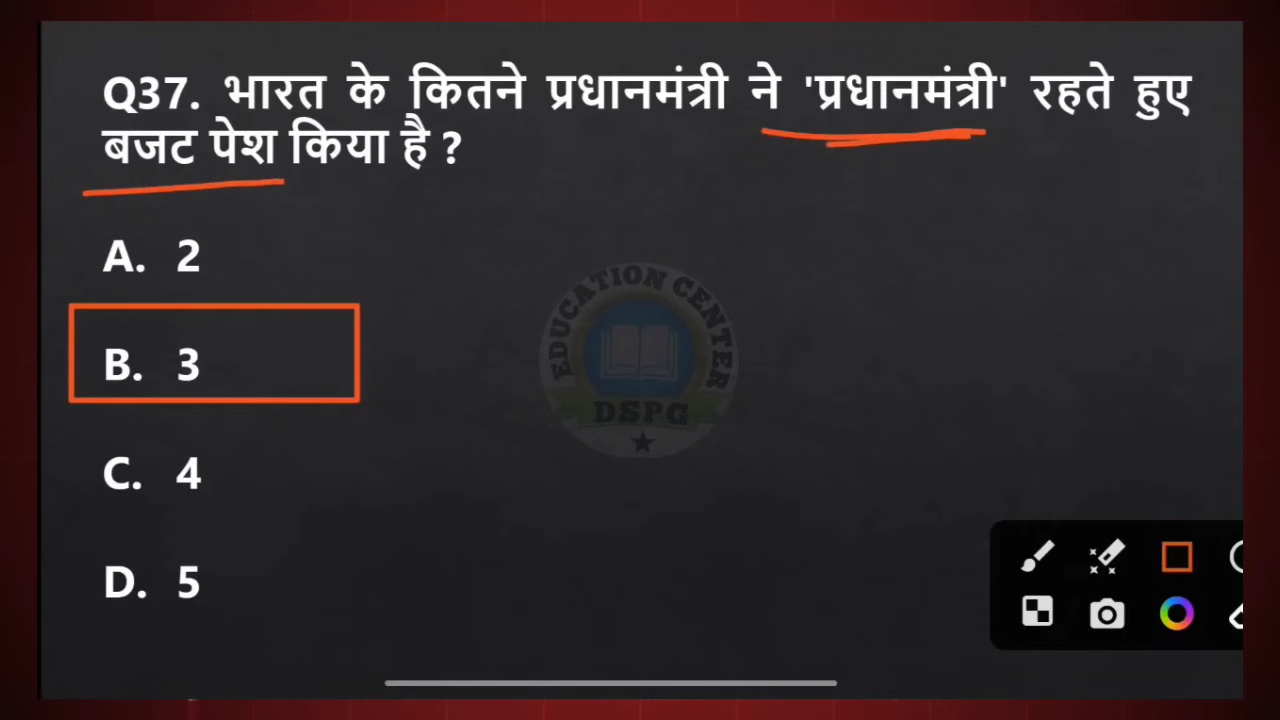 Q37. भारत के कितने प्रधानमंत्री ने 'प्रधानमंत्री' रहते हुए
बजट पेश किया है ?
A. 2
B. 3
C. 4
D. 5
EDUCATION CENTER
DSPG